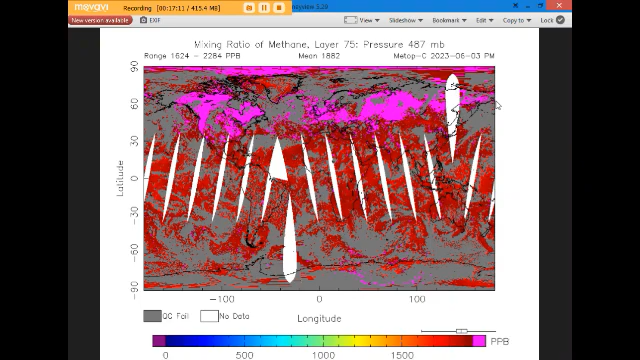 movavi 00:17:11 / 415.4 MB
New version available EXIF View Slideshow Bookmark Edit Copy to Lock
Mixing Ratio of Methane, Layer 75: Pressure 487 mb
Range 1624 - 2284 PPB Mean 1882 Metop-C 2023-06-03 PM
90
60
30
0
-30
-60
-90
Latitude
-100 0 100
Longitude
QC Fail No Data
PPB
0 500 1000 1500